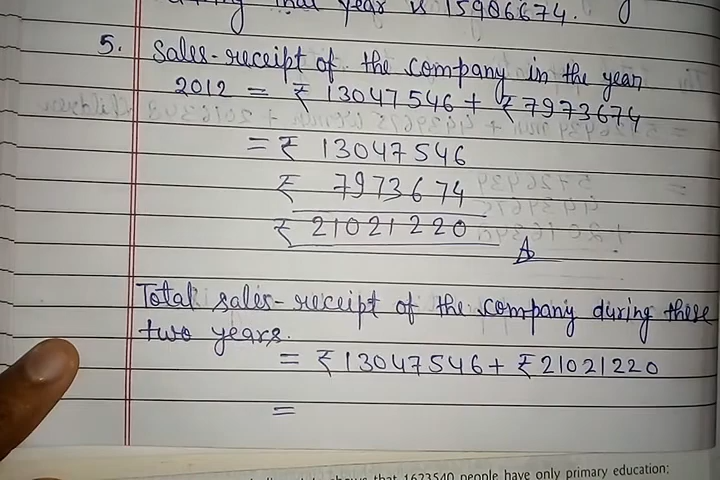 that year is 15906674.
5. Sales-receipt of the company in the year
2012 = ₹ 13047546 + ₹ 7973674
= ₹ 13047546
₹ 7973674
₹ 21021220
Total sales-receipt of the company during these
two years.
= ₹ 13047546 + ₹ 21021220
=
that 1623540 people have only primary education;